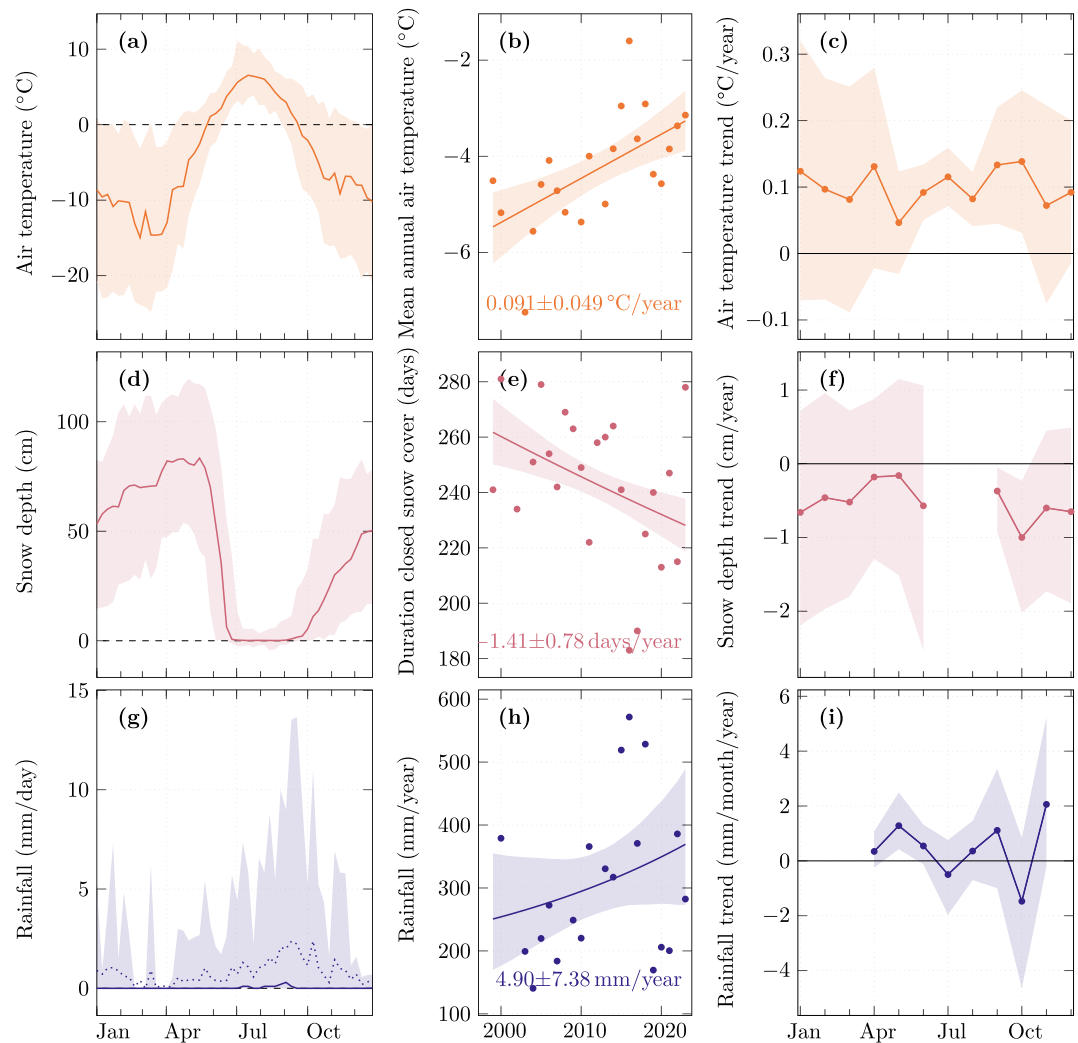 (a)
Air temperature (°C)
10
0
−10
−20
(b)
Mean annual air temperature (°C)
−2
−4
−6
0.091±0.049 °C/year
(c)
Air temperature trend (°C/year)
0.3
0.2
0.1
0
−0.1
(d)
Snow depth (cm)
100
50
0
(e)
Duration closed snow cover (days)
280
260
240
220
200
180
−1.41±0.78 days/year
(f)
Snow depth trend (cm/year)
1
0
−1
−2
(g)
Rainfall (mm/day)
15
10
5
0
Jan Apr Jul Oct
(h)
Rainfall (mm/year)
600
500
400
300
200
100
4.90±7.38 mm/year
2000 2010 2020
(i)
Rainfall trend (mm/month/year)
6
4
2
0
−2
−4
Jan Apr Jul Oct